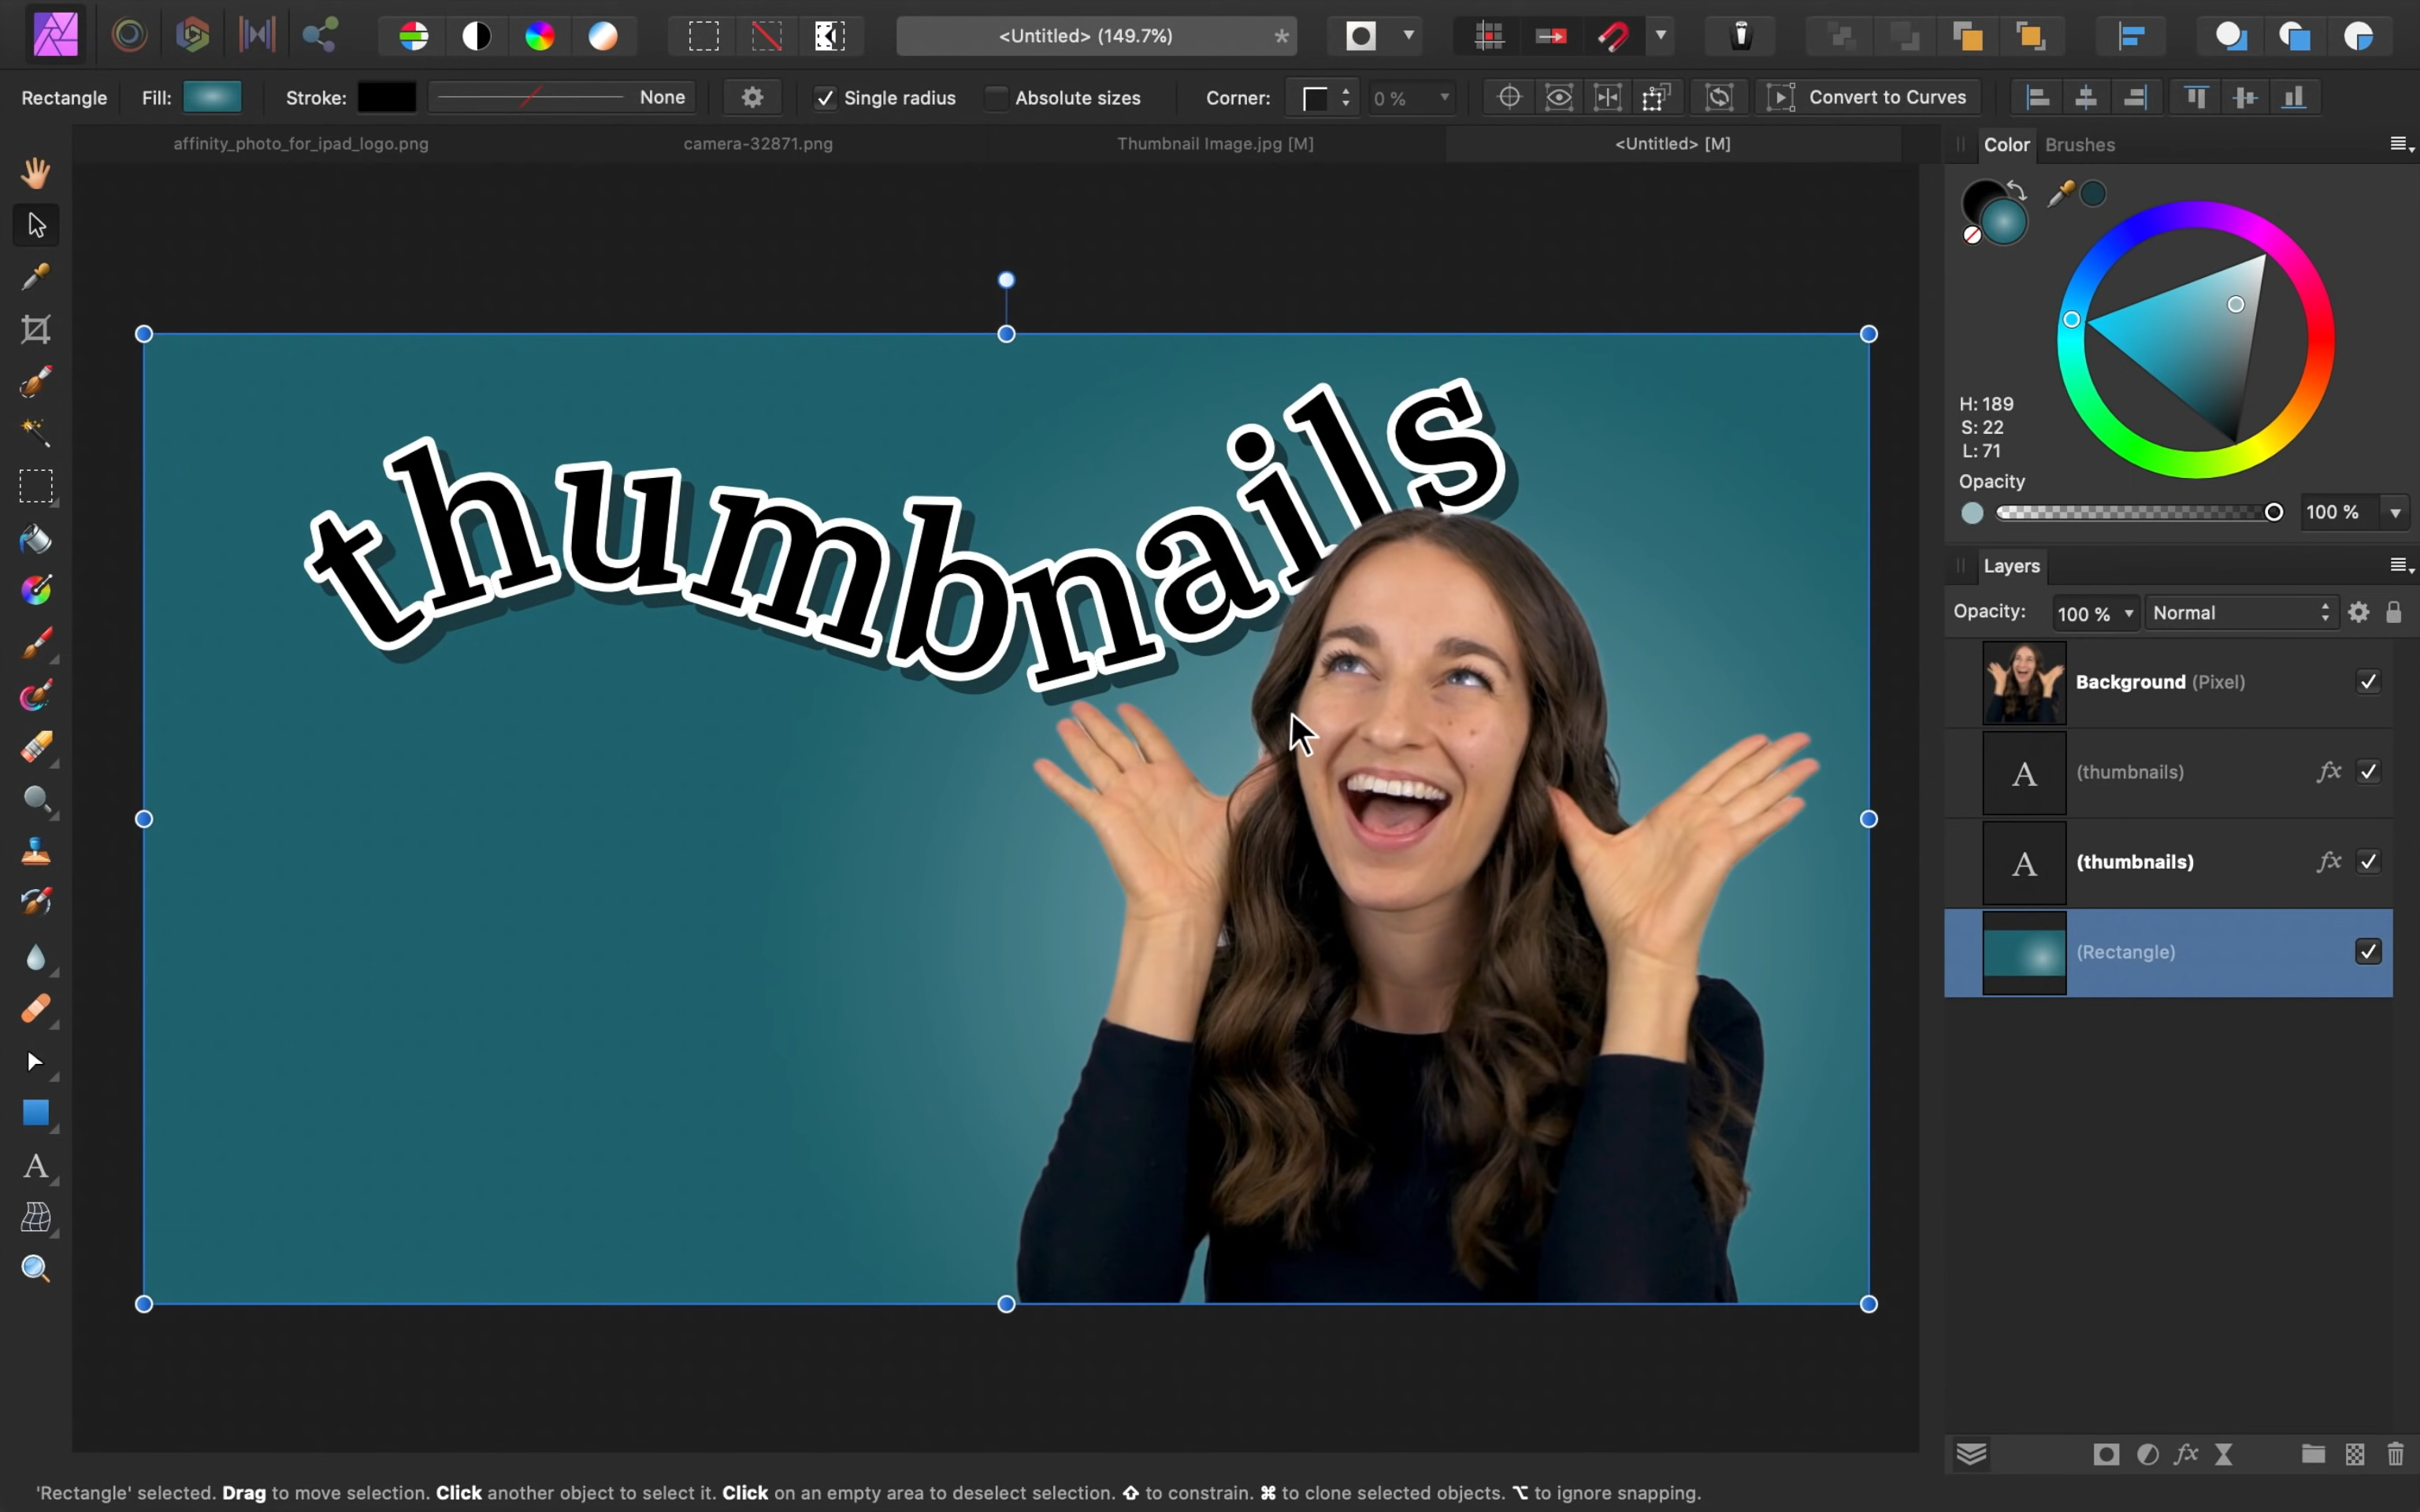 <Untitled> (149.7%)
*
Rectangle Fill: Stroke: None Single radius Absolute sizes Corner: 0 % Convert to Curves
affinity_photo_for_ipad_logo.png camera-32871.png Thumbnail Image.jpg [M] <Untitled> [M]
Color Brushes
H: 189
S: 22
L: 71
Opacity
100 %
Layers
Opacity: 100 % Normal
Background (Pixel)
A (thumbnails) fx
A (thumbnails) fx
(Rectangle)
thumbnails
A
fx
'Rectangle' selected. Drag to move selection. Click another object to select it. Click on an empty area to deselect selection. ⇧ to constrain. ⌘ to clone selected objects. ⌥ to ignore snapping.